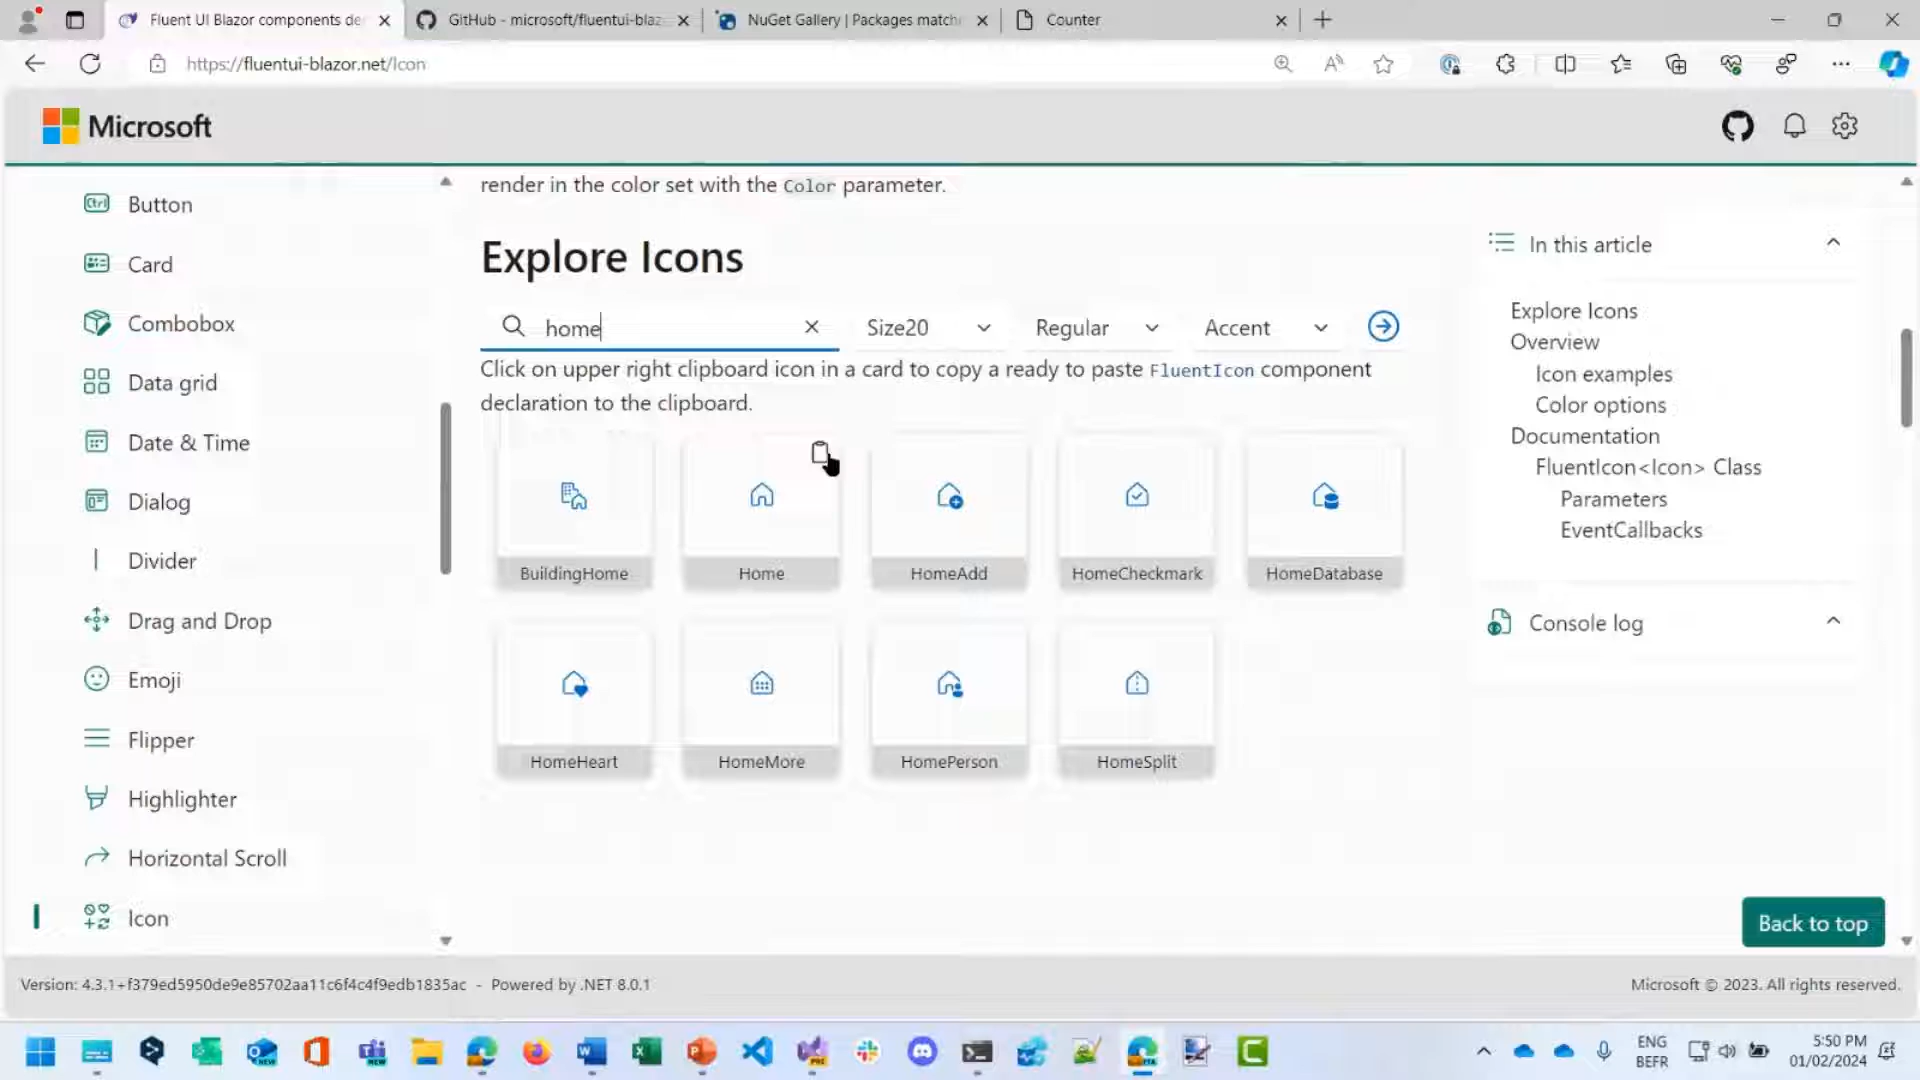 Fluent UI Blazor components de
GitHub - microsoft/fluentui-blaz
NuGet Gallery | Packages match
Counter
https://fluentui-blazor.net/Icon
Microsoft
Button
Card
Combobox
Data grid
Date & Time
Dialog
Divider
Drag and Drop
Emoji
Flipper
Highlighter
Horizontal Scroll
Icon
render in the color set with the Color parameter.
Explore Icons
home
Size20
Regular
Accent
Click on upper right clipboard icon in a card to copy a ready to paste FluentIcon component
declaration to the clipboard.
BuildingHome
Home
HomeAdd
HomeCheckmark
HomeDatabase
HomeHeart
HomeMore
HomePerson
HomeSplit
In this article
Explore Icons
Overview
Icon examples
Color options
Documentation
FluentIcon<Icon> Class
Parameters
EventCallbacks
Console log
Back to top
Version: 4.3.1+f379ed5950de9e85702aa11c6f4c4f9edb1835ac - Powered by .NET 8.0.1
Microsoft © 2023. All rights reserved.
ENG
BEFR
5:50 PM
01/02/2024